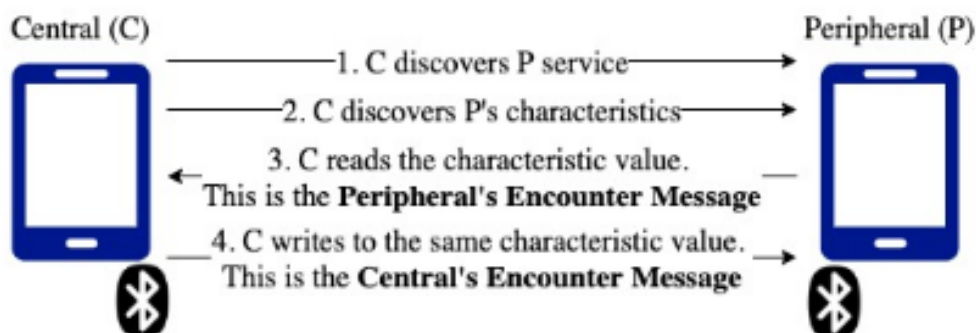 Central (C)
Peripheral (P)
1. C discovers P service
2. C discovers P's characteristics
3. C reads the characteristic value.
This is the Peripheral's Encounter Message
4. C writes to the same characteristic value.
This is the Central's Encounter Message